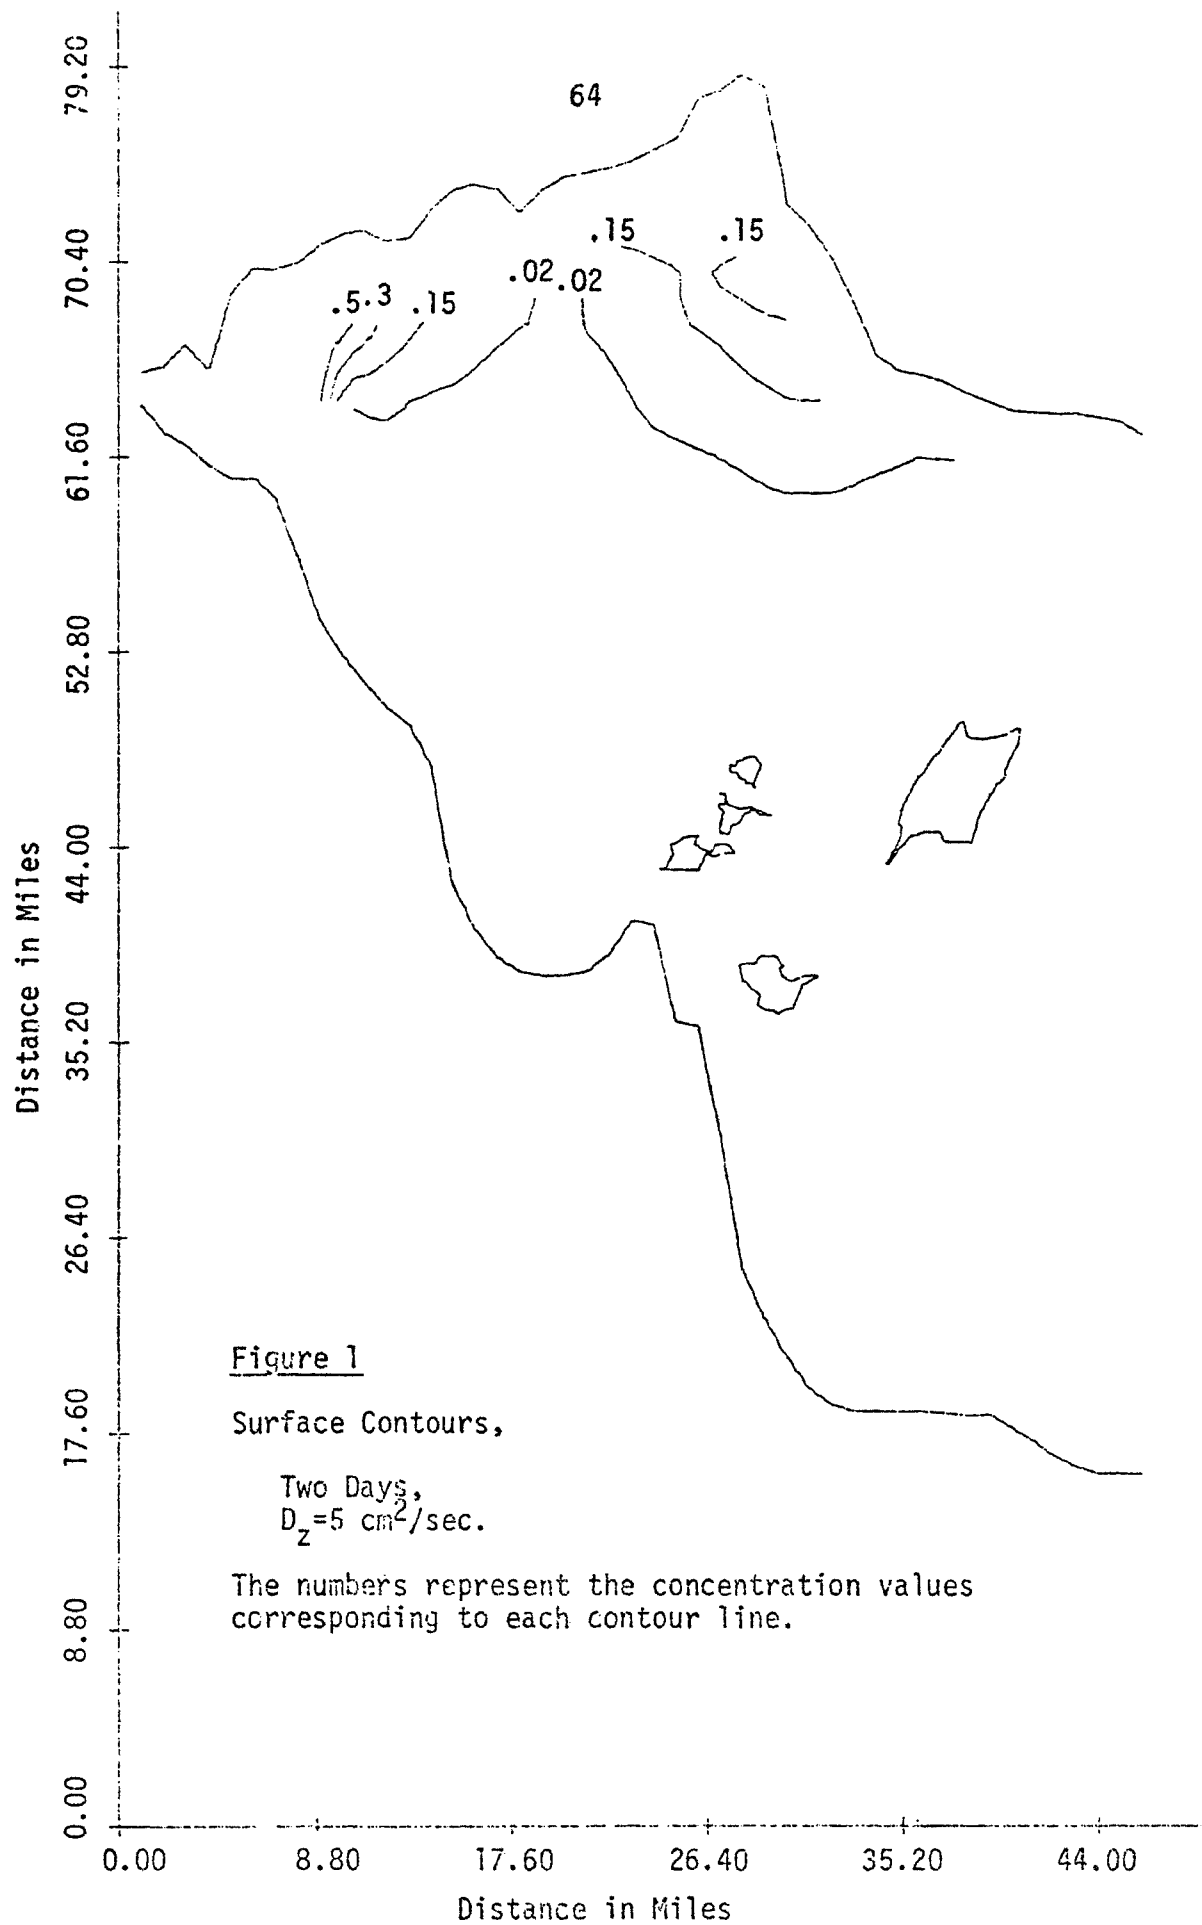 64
79.20
.15 .15
70.40
.02 .02
.5 .3 .15
61.60
52.80
44.00
Distance in Miles
35.20
26.40
Figure 1
Surface Contours,
17.60
Two Days,
D_z=5 cm²/sec.
The numbers represent the concentration values
corresponding to each contour line.
8.80
0.00
0.00 8.80 17.60 26.40 35.20 44.00
Distance in Miles